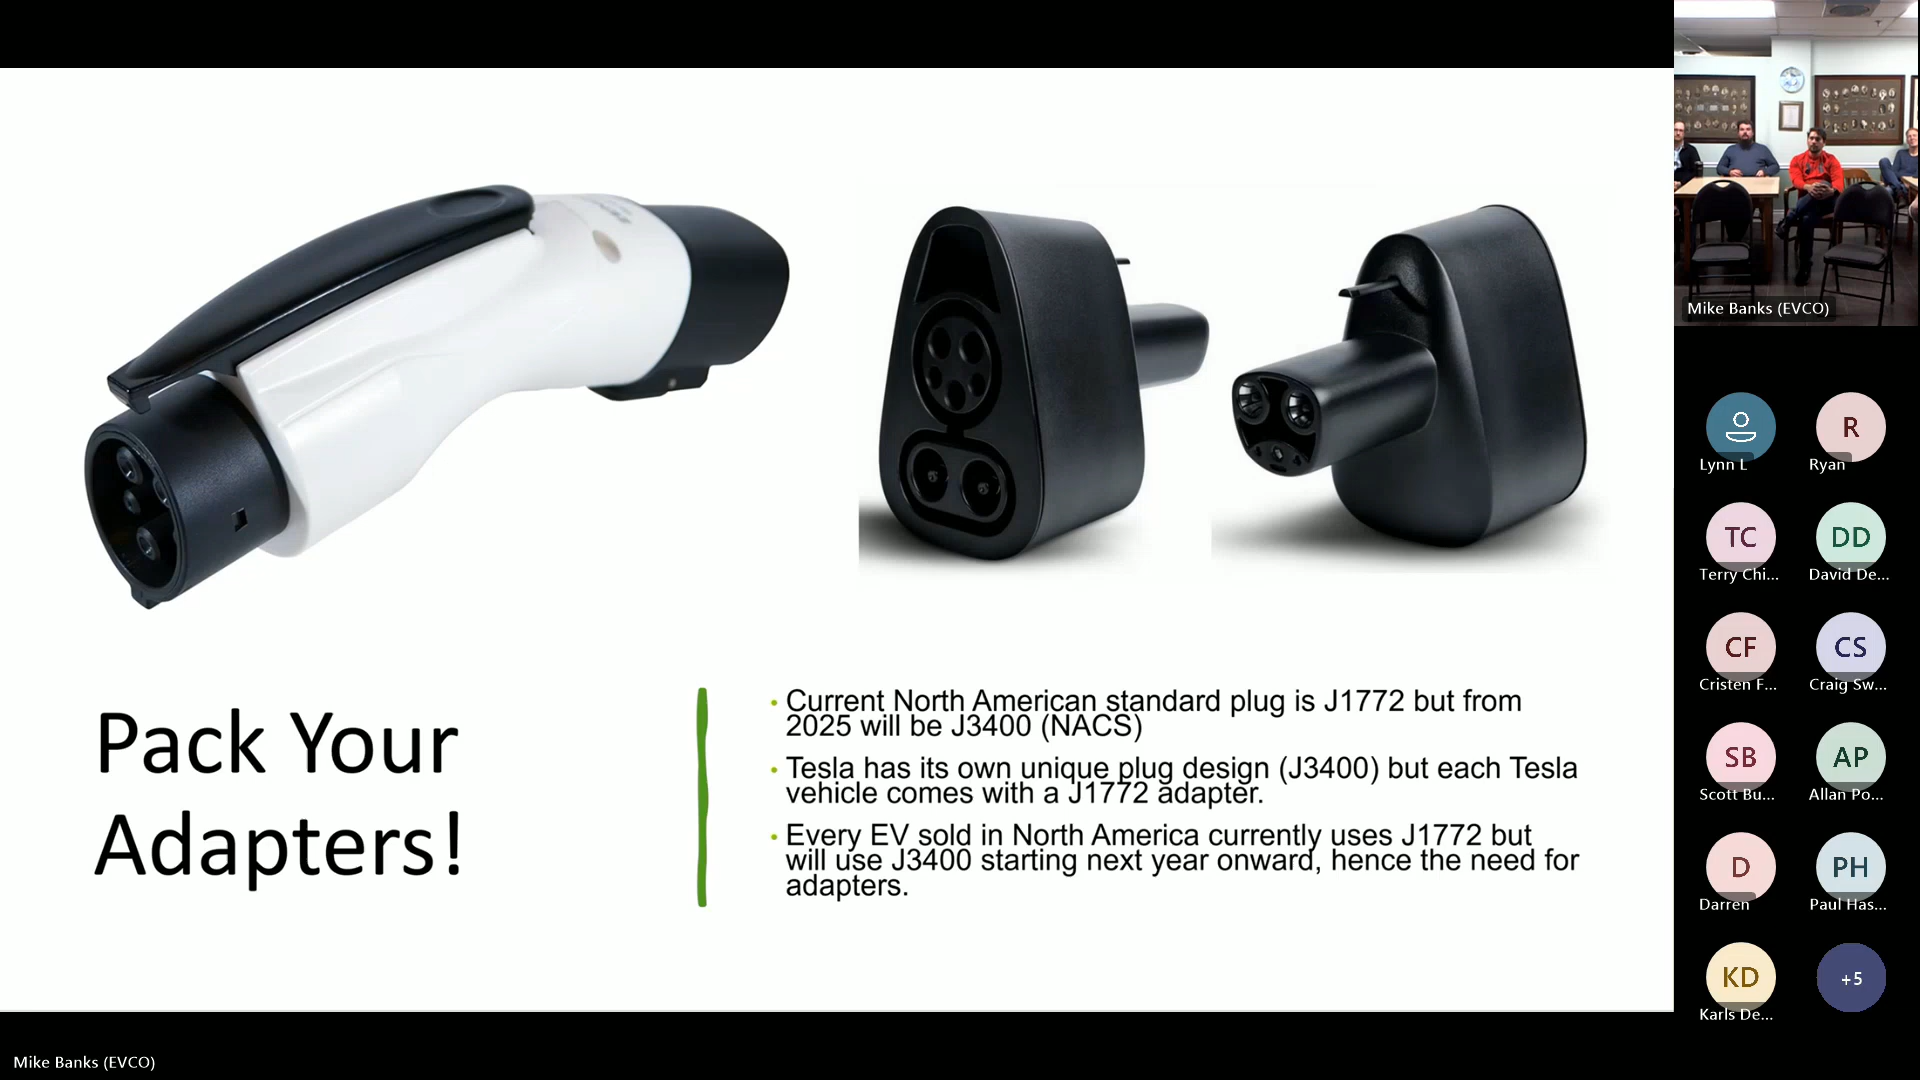 Pack Your
Adapters!
• Current North American standard plug is J1772 but from
2025 will be J3400 (NACS)
• Tesla has its own unique plug design (J3400) but each Tesla
vehicle comes with a J1772 adapter.
• Every EV sold in North America currently uses J1772 but
will use J3400 starting next year onward, hence the need for
adapters.
Mike Banks (EVCO)
Lynn L
R
Ryan
TC
Terry Chi...
DD
David De...
CF
Cristen F...
CS
Craig Sw...
SB
Scott Bu...
AP
Allan Po...
D
Darren
PH
Paul Has...
KD
Karls De...
+5
Mike Banks (EVCO)